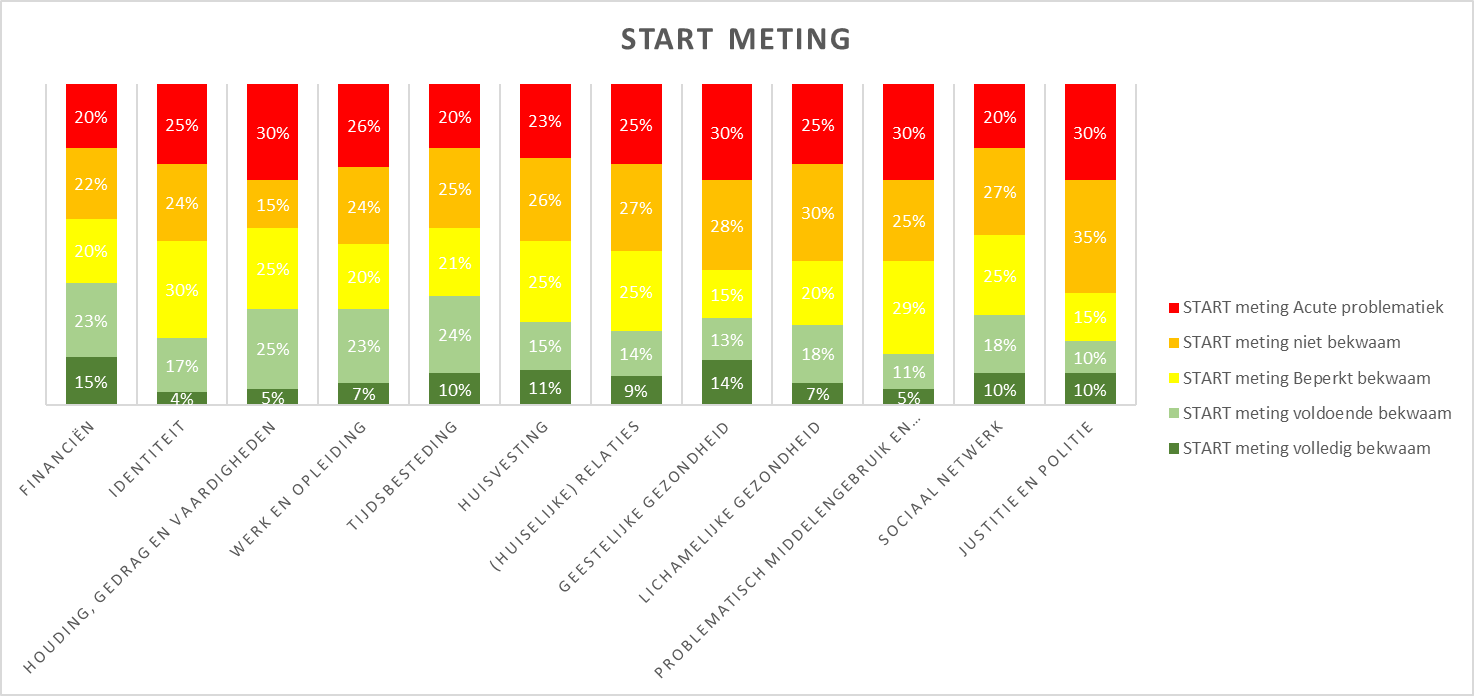 START METING
20% 25% 30% 26% 20% 23% 25% 30% 25% 30% 20% 30%
22% 24% 15% 24% 25% 26% 27% 28% 30% 25% 27% 35%
20% 30% 25% 20% 21% 25% 25% 15% 20% 29% 25% 15%
23% 17% 25% 23% 24% 15% 14% 13% 18% 11% 18% 10%
15% 4% 5% 7% 10% 11% 9% 14% 7% 5% 10% 10%
FINANCIËN
IDENTITEIT
HOUDING, GEDRAG EN VAARDIGHEDEN
WERK EN OPLEIDING
TIJDSBESTEDING
HUISVESTING
(HUISELIJKE) RELATIES
GEESTELIJKE GEZONDHEID
LICHAMELIJKE GEZONDHEID
PROBLEMATISCH MIDDELENGEBRUIK EN...
SOCIAAL NETWERK
JUSTITIE EN POLITIE
START meting Acute problematiek
START meting niet bekwaam
START meting Beperkt bekwaam
START meting voldoende bekwaam
START meting volledig bekwaam